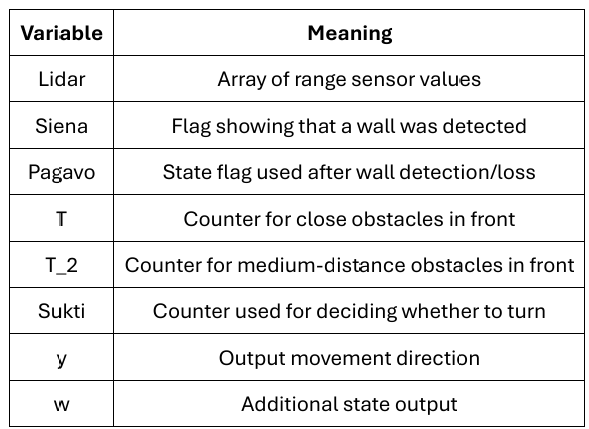 Variable Meaning
Lidar Array of range sensor values
Siena Flag showing that a wall was detected
Pagavo State flag used after wall detection/loss
T Counter for close obstacles in front
T_2 Counter for medium-distance obstacles in front
Sukti Counter used for deciding whether to turn
y Output movement direction
w Additional state output